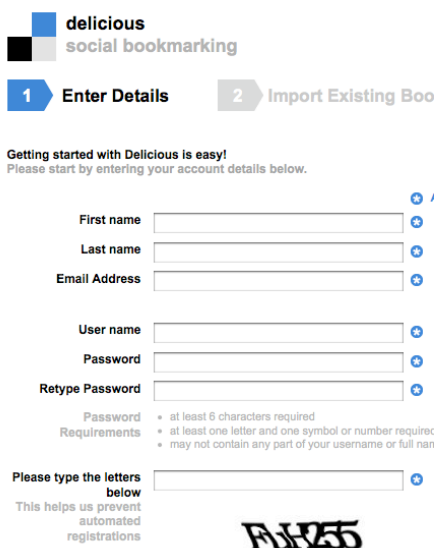 delicious
social bookmarking
1 Enter Details 2 Import Existing Boo
Getting started with Delicious is easy!
Please start by entering your account details below.
A
First name
Last name
Email Address
User name
Password
Retype Password
Password
Requirements
• at least 6 characters required
• at least one letter and one symbol or number required
• may not contain any part of your username or full nam
Please type the letters
below
This helps us prevent
automated
registrations